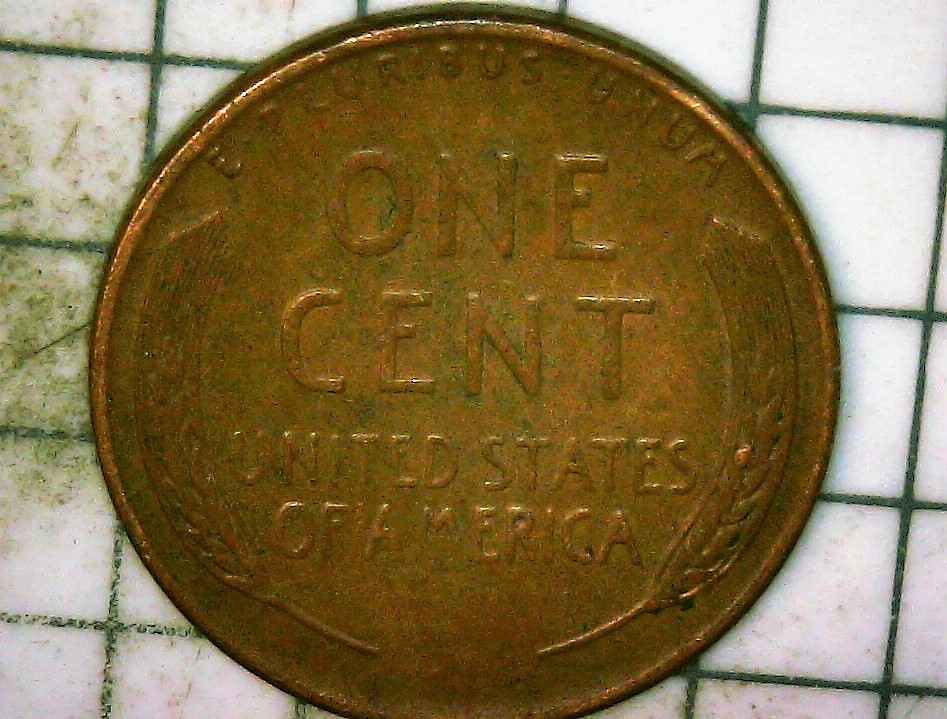 E · PLURIBUS · UNUM
ONE
CENT
UNITED STATES
OF AMERICA